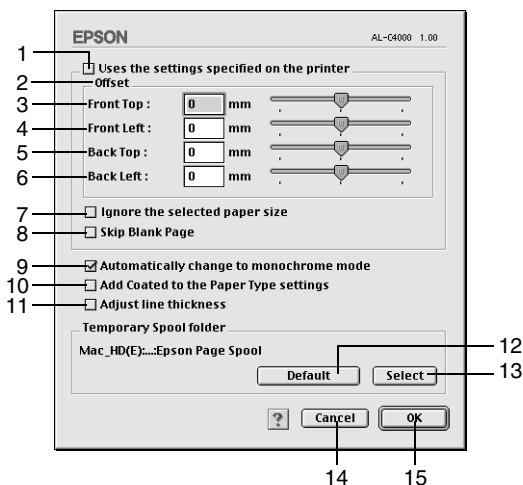 EPSON AL-C4000 1.00
1 Uses the settings specified on the printer
2 Offset
3 Front Top : 0 mm
4 Front Left : 0 mm
5 Back Top : 0 mm
6 Back Left : 0 mm
7 Ignore the selected paper size
8 Skip Blank Page
9 Automatically change to monochrome mode
10 Add Coated to the Paper Type settings
11 Adjust line thickness
Temporary Spool folder
Mac_HD(E):...:Epson Page Spool
Default Select 12
13
? Cancel OK
14 15